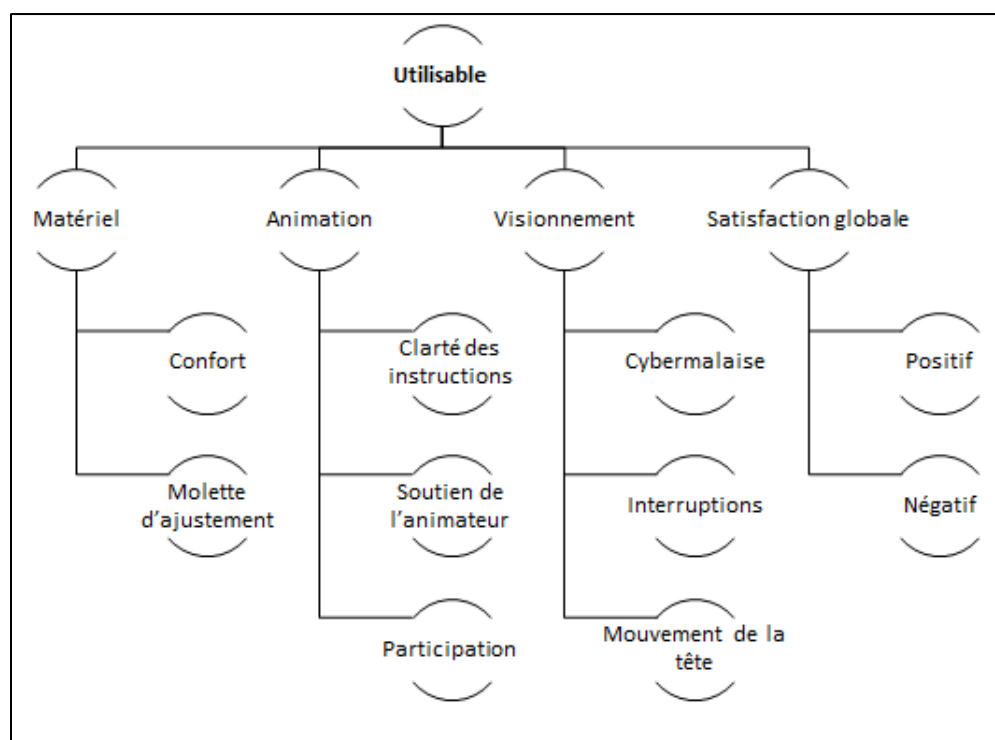 Utilisable
Matériel
Animation
Visionnement
Satisfaction globale
Confort
Clarté des
instructions
Cybermalaise
Positif
Molette
d'ajustement
Soutien de
l'animateur
Interruptions
Négatif
Participation
Mouvement de la
tête